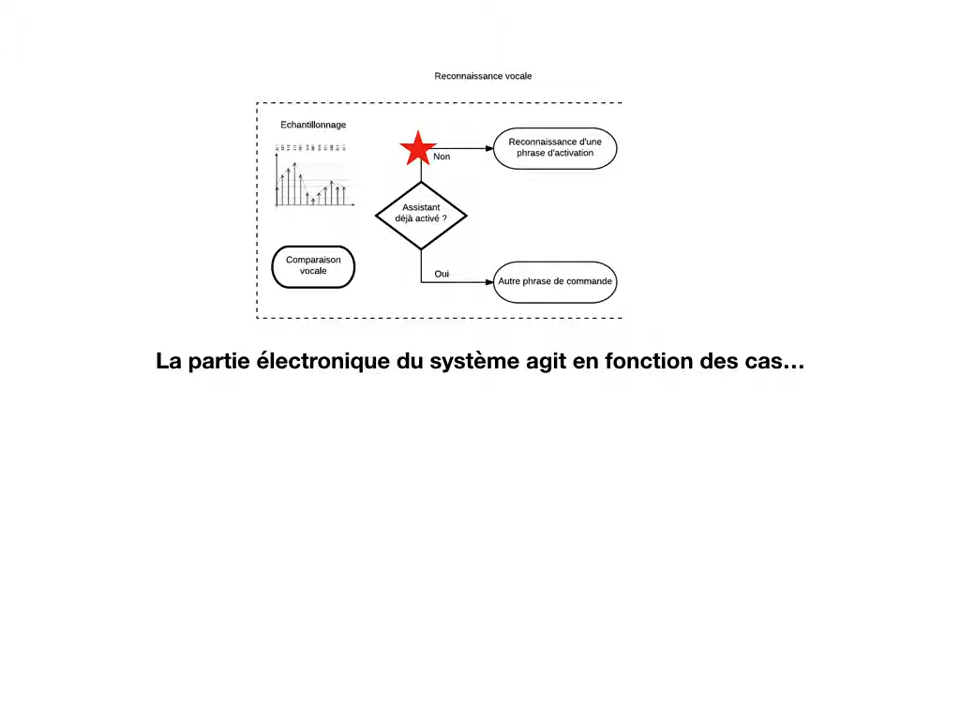 Reconnaissance vocale
Echantillonnage
Reconnaissance d'une
phrase d'activation
Non
Assistant
déjà activé ?
Comparaison
vocale
Oui
Autre phrase de commande
La partie électronique du système agit en fonction des cas…